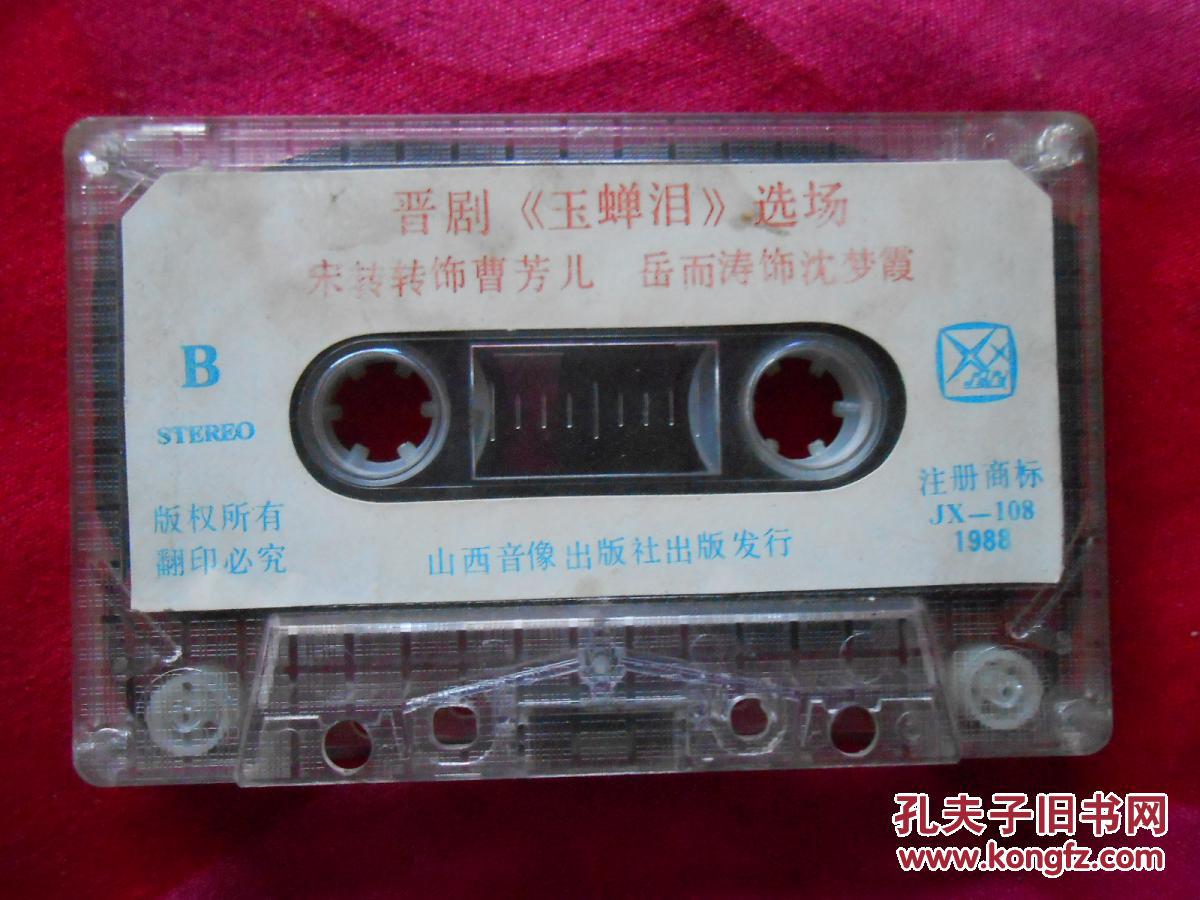 晋剧《玉蝉泪》选场
宋转转饰曹芳儿 岳而涛饰沈梦霞
B
STEREO
版权所有
翻印必究
山西音像出版社出版发行
注册商标
JX—108
1988
孔夫子旧书网
www.kongfz.com